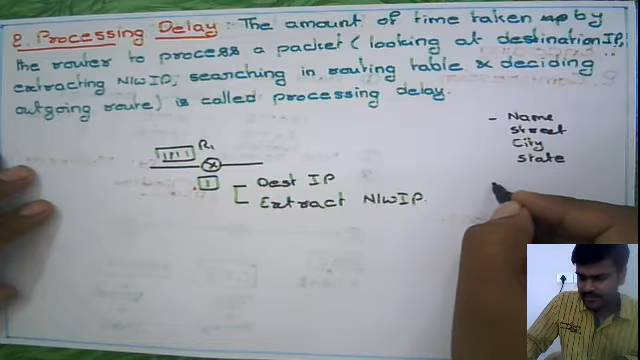 2. Processing Delay :- The amount of time taken by
the router to process a packet (looking at destination IP,
extracting N/w IP, searching in routing table & deciding
outgoing route) is called processing delay.
- Name
Street
City
State
R1
Dest IP
Extract N/W IP.